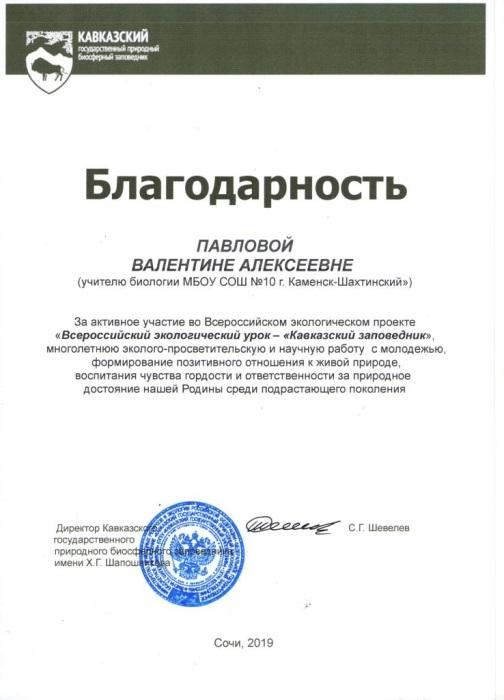 КАВКАЗСКИЙ
государственный природный
биосферный заповедник
Благодарность
ПАВЛОВОЙ
ВАЛЕНТИНЕ АЛЕКСЕЕВНЕ
(учителю биологии МБОУ СОШ №10 г. Каменск-Шахтинский»)
За активное участие во Всероссийском экологическом проекте
«Всероссийский экологический урок – «Кавказский заповедник»,
многолетнюю эколого-просветительскую и научную работу с молодежью,
формирование позитивного отношения к живой природе,
воспитания чувства гордости и ответственности за природное
достояние нашей Родины среди подрастающего поколения
Директор Кавказского
государственного
природного биосферного заповедника
имени Х.Г. Шапошникова
С.Г. Шевелев
Сочи, 2019